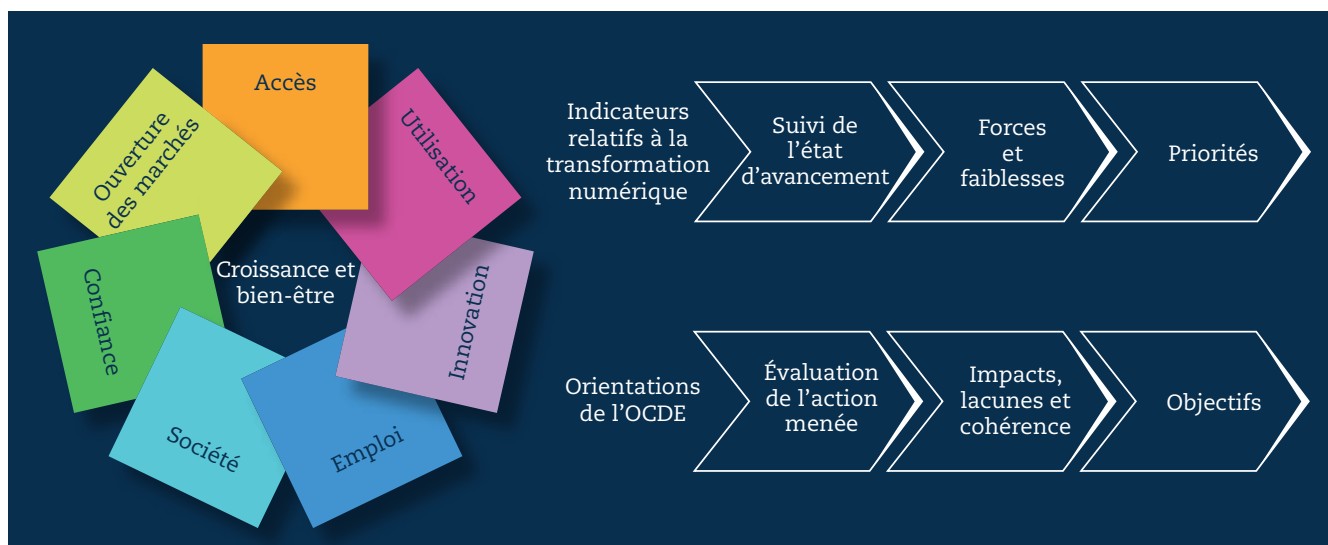 Accès
Utilisation
Innovation
Emploi
Société
Confiance
Ouverture
des marchés
Croissance et
bien-être
Indicateurs
relatifs à la
transformation
numérique
Suivi de
l'état
d'avancement
Forces
et
faiblesses
Priorités
Orientations
de l'OCDE
Évaluation
de l'action
menée
Impacts,
lacunes et
cohérence
Objectifs